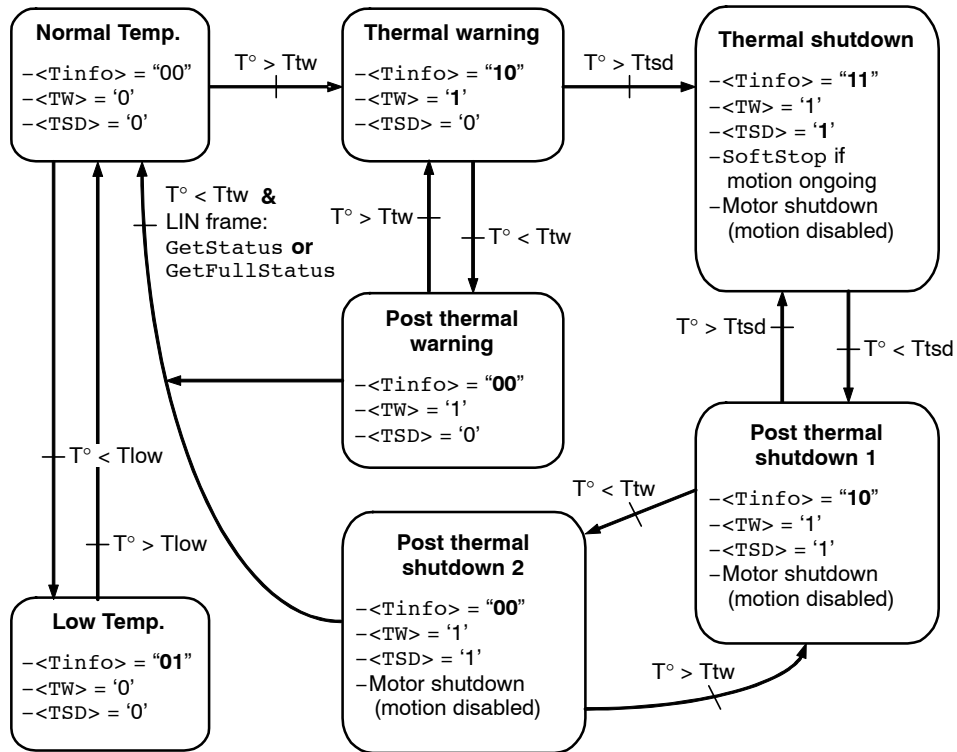 Normal Temp.
–<Tinfo> = “00”
–<TW> = ‘0’
–<TSD> = ‘0’
T° > Ttw
Thermal warning
–<Tinfo> = “10”
–<TW> = ‘1’
–<TSD> = ‘0’
T° > Ttsd
Thermal shutdown
–<Tinfo> = “11”
–<TW> = ‘1’
–<TSD> = ‘1’
–SoftStop if
motion ongoing
–Motor shutdown
(motion disabled)
T° < Ttw &
LIN frame:
GetStatus or
GetFullStatus
T° > Ttw
T° < Ttw
Post thermal
warning
–<Tinfo> = “00”
–<TW> = ‘1’
–<TSD> = ‘0’
T° > Ttsd
T° < Ttsd
Post thermal
shutdown 1
–<Tinfo> = “10”
–<TW> = ‘1’
–<TSD> = ‘1’
–Motor shutdown
(motion disabled)
T° < Tlow
T° > Tlow
T° < Ttw
Post thermal
shutdown 2
–<Tinfo> = “00”
–<TW> = ‘1’
–<TSD> = ‘1’
–Motor shutdown
(motion disabled)
T° > Ttw
Low Temp.
–<Tinfo> = “01”
–<TW> = ‘0’
–<TSD> = ‘0’